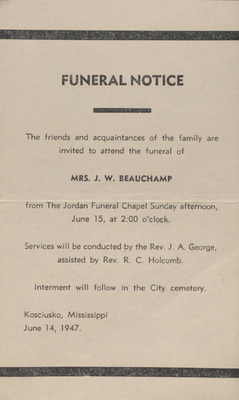 FUNERAL NOTICE
The friends and acquaintances of the family are
invited to attend the funeral of
MRS. J. W. BEAUCHAMP
from The Jordan Funeral Chapel Sunday afternoon,
June 15, at 2:00 o'clock.
Services will be conducted by the Rev. J. A. George,
assisted by Rev. R. C. Holcomb.
Interment will follow in the City cemetery.
Kosciusko, Mississippi
June 14, 1947.